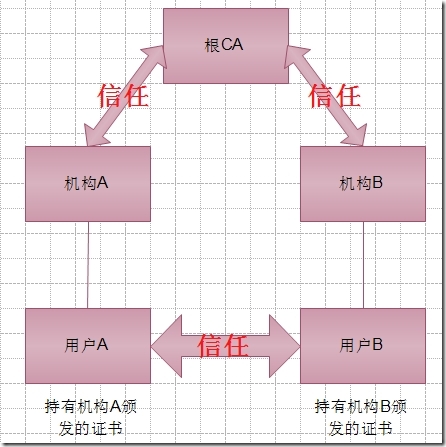 根CA
信任
信任
机构A
机构B
用户A
信任
用户B
持有机构A颁
发的证书
持有机构B颁
发的证书